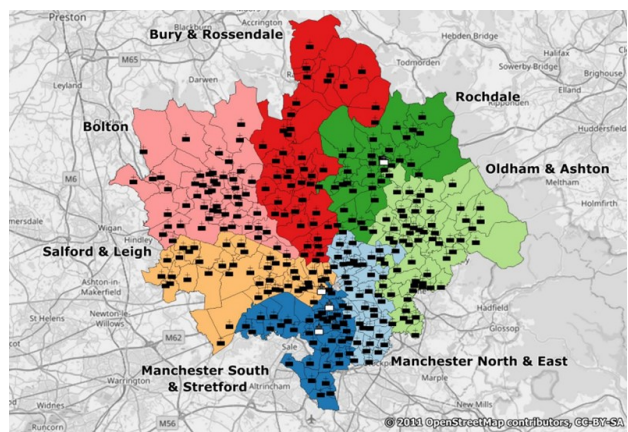 Preston
Accrington
Blackburn
Bury & Rossendale
Hebden Bridge
Halifax
M65
Todmorden
Sowerby Bridge
Brighouse
Leyland
Darwen
Elland
Rochdale
Ripponden
Bolton
Huddersfield
Oldham & Ashton
M6
Meltham
Holmfirth
Wigan
Hindley
Salford & Leigh
Ashton-in-
Makerfield
Hadfield
St Helens
Newton-le-
Willows
Glossop
M62
Sale
Manchester South
& Stretford
Manchester North & East
Warrington
Altrincham
Marple
Widnes
New Mills
Runcorn
M56
© 2011 OpenStreetMap contributors, CC-BY-SA